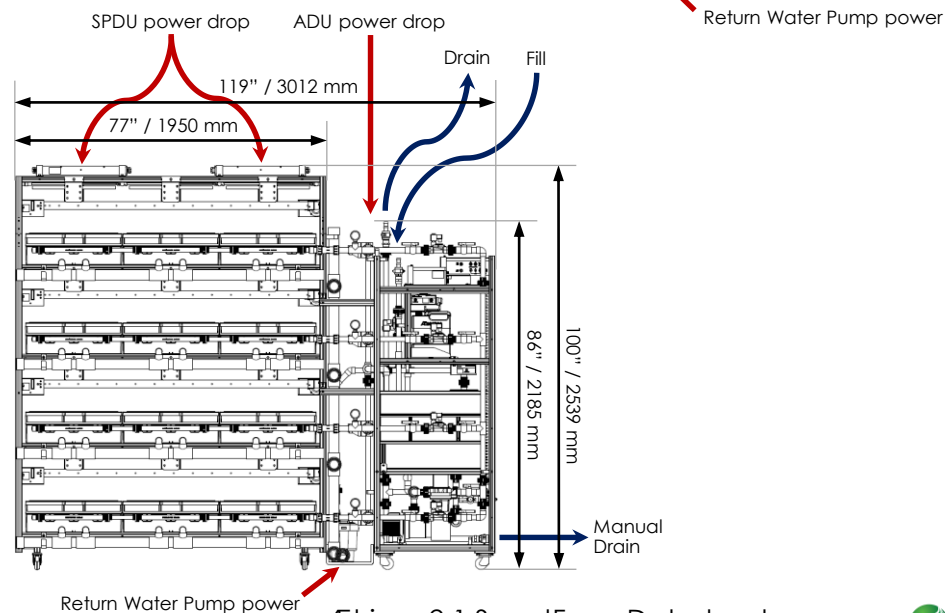 SPDU power drop
ADU power drop
Return Water Pump power
Drain
Fill
119” / 3012 mm
77” / 1950 mm
86” / 2185 mm
100” / 2539 mm
Manual
Drain
Return Water Pump power